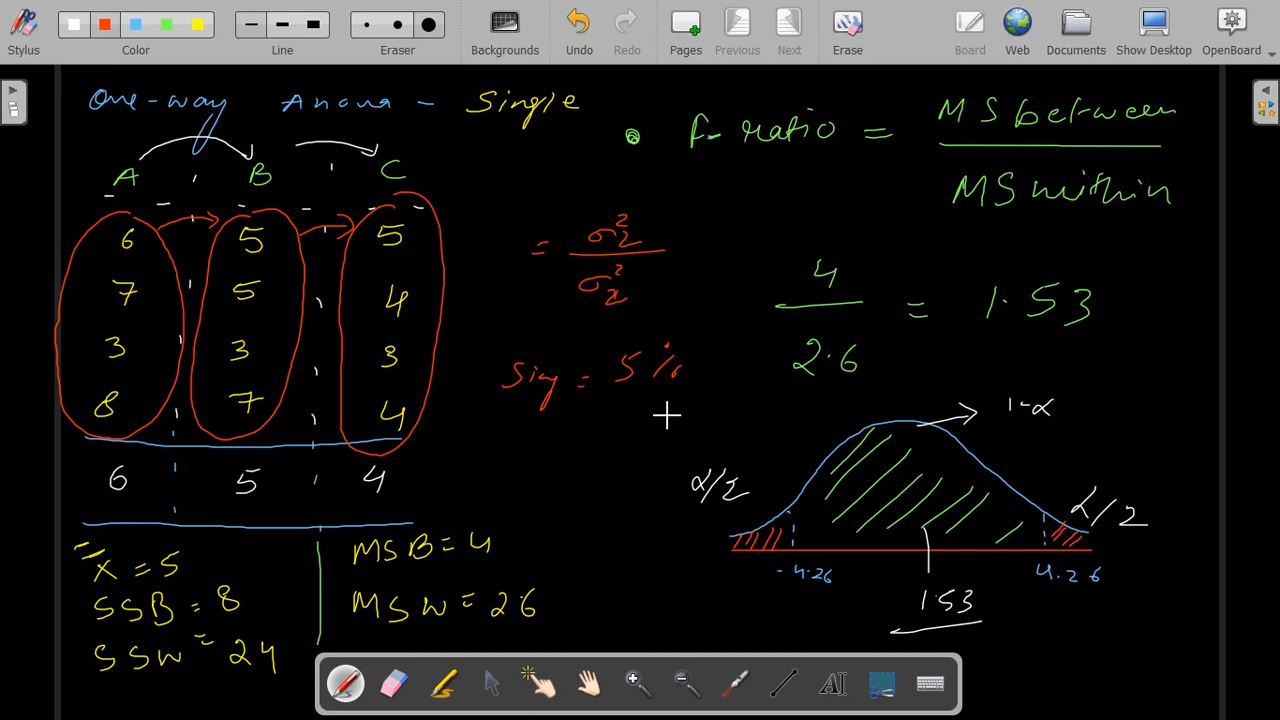 Stylus Color Line Eraser Backgrounds Undo Redo Pages Previous Next Erase Board Web Documents Show Desktop OpenBoard
One-way Anova - Single
F-ratio = MS between
MS within
A B C
6 5 5
7 5 4
3 3 3
8 7 4
6 5 4
= σ²₂
σ²₂
4
2.6
= 1.53
Sig = 5%
1-α
α/2
α/2
-4.26
4.26
1.53
X = 5
SSB = 8
SSW = 24
MSB = 4
MSW = 2.6
AI